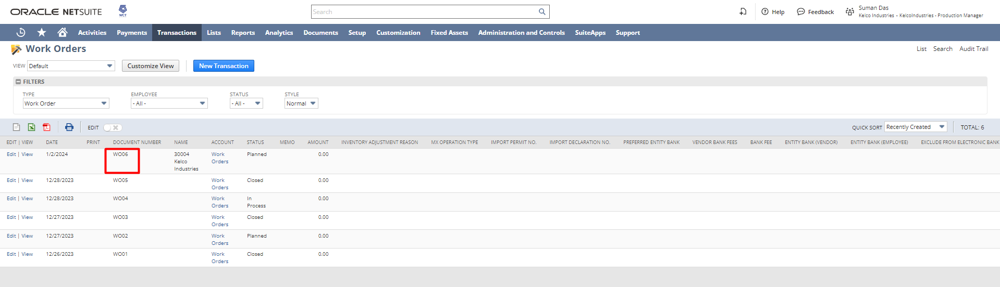 ORACLE NETSUITE WCT Search Help Feedback Suman Das
Kelco Industries - KelcoIndustries - Production Manager
Activities Payments Transactions Lists Reports Analytics Documents Setup Customization Fixed Assets Administration and Controls SuiteApps Support
Work Orders List Search Audit Trail
VIEW Default Customize View New Transaction
FILTERS
TYPE EMPLOYEE STATUS STYLE
Work Order - All - - All - Normal
EDIT QUICK SORT Recently Created TOTAL: 6
EDIT | VIEW DATE PRINT DOCUMENT NUMBER NAME ACCOUNT STATUS MEMO AMOUNT INVENTORY ADJUSTMENT REASON MX OPERATION TYPE IMPORT PERMIT NO. IMPORT DECLARATION NO. PREFERRED ENTITY BANK VENDOR BANK FEES BANK FEE ENTITY BANK (VENDOR) ENTITY BANK (EMPLOYEE) EXCLUDE FROM ELECTRONIC BANK
Edit | View 1/2/2024 WO06 30004 Work Planned 0.00
Kelco Orders
Industries
Edit | View 12/28/2023 WO05 Work Closed 0.00
Orders
Edit | View 12/28/2023 WO04 Work In 0.00
Orders Process
Edit | View 12/27/2023 WO03 Work Closed 0.00
Orders
Edit | View 12/27/2023 WO02 Work Planned 0.00
Orders
Edit | View 12/26/2023 WO01 Work Closed 0.00
Orders